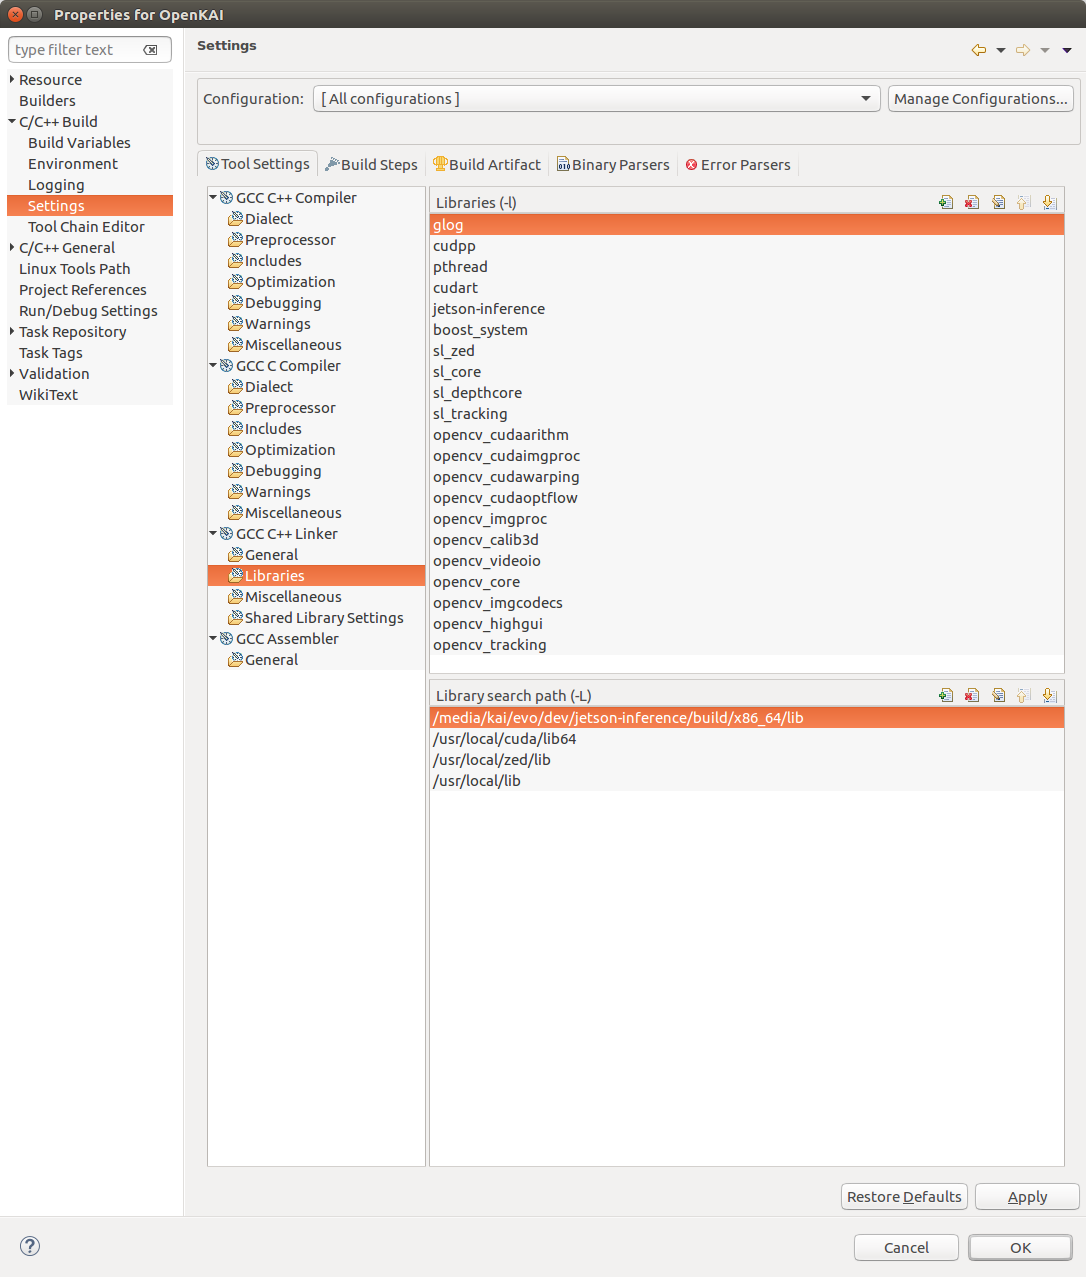 Properties for OpenKAI
type filter text
Resource
Builders
C/C++ Build
Build Variables
Environment
Logging
Settings
Tool Chain Editor
C/C++ General
Linux Tools Path
Project References
Run/Debug Settings
Task Repository
Task Tags
Validation
WikiText
Settings
Configuration: [ All configurations ] Manage Configurations...
Tool Settings Build Steps Build Artifact Binary Parsers Error Parsers
GCC C++ Compiler
Dialect
Preprocessor
Includes
Optimization
Debugging
Warnings
Miscellaneous
GCC C Compiler
Dialect
Preprocessor
Includes
Optimization
Debugging
Warnings
Miscellaneous
GCC C++ Linker
General
Libraries
Miscellaneous
Shared Library Settings
GCC Assembler
General
Libraries (-l)
glog
cudpp
pthread
cudart
jetson-inference
boost_system
sl_zed
sl_core
sl_depthcore
sl_tracking
opencv_cudaarithm
opencv_cudaimgproc
opencv_cudawarping
opencv_cudaoptflow
opencv_imgproc
opencv_calib3d
opencv_videoio
opencv_core
opencv_imgcodecs
opencv_highgui
opencv_tracking
Library search path (-L)
/media/kai/evo/dev/jetson-inference/build/x86_64/lib
/usr/local/cuda/lib64
/usr/local/zed/lib
/usr/local/lib
Restore Defaults Apply
? Cancel OK